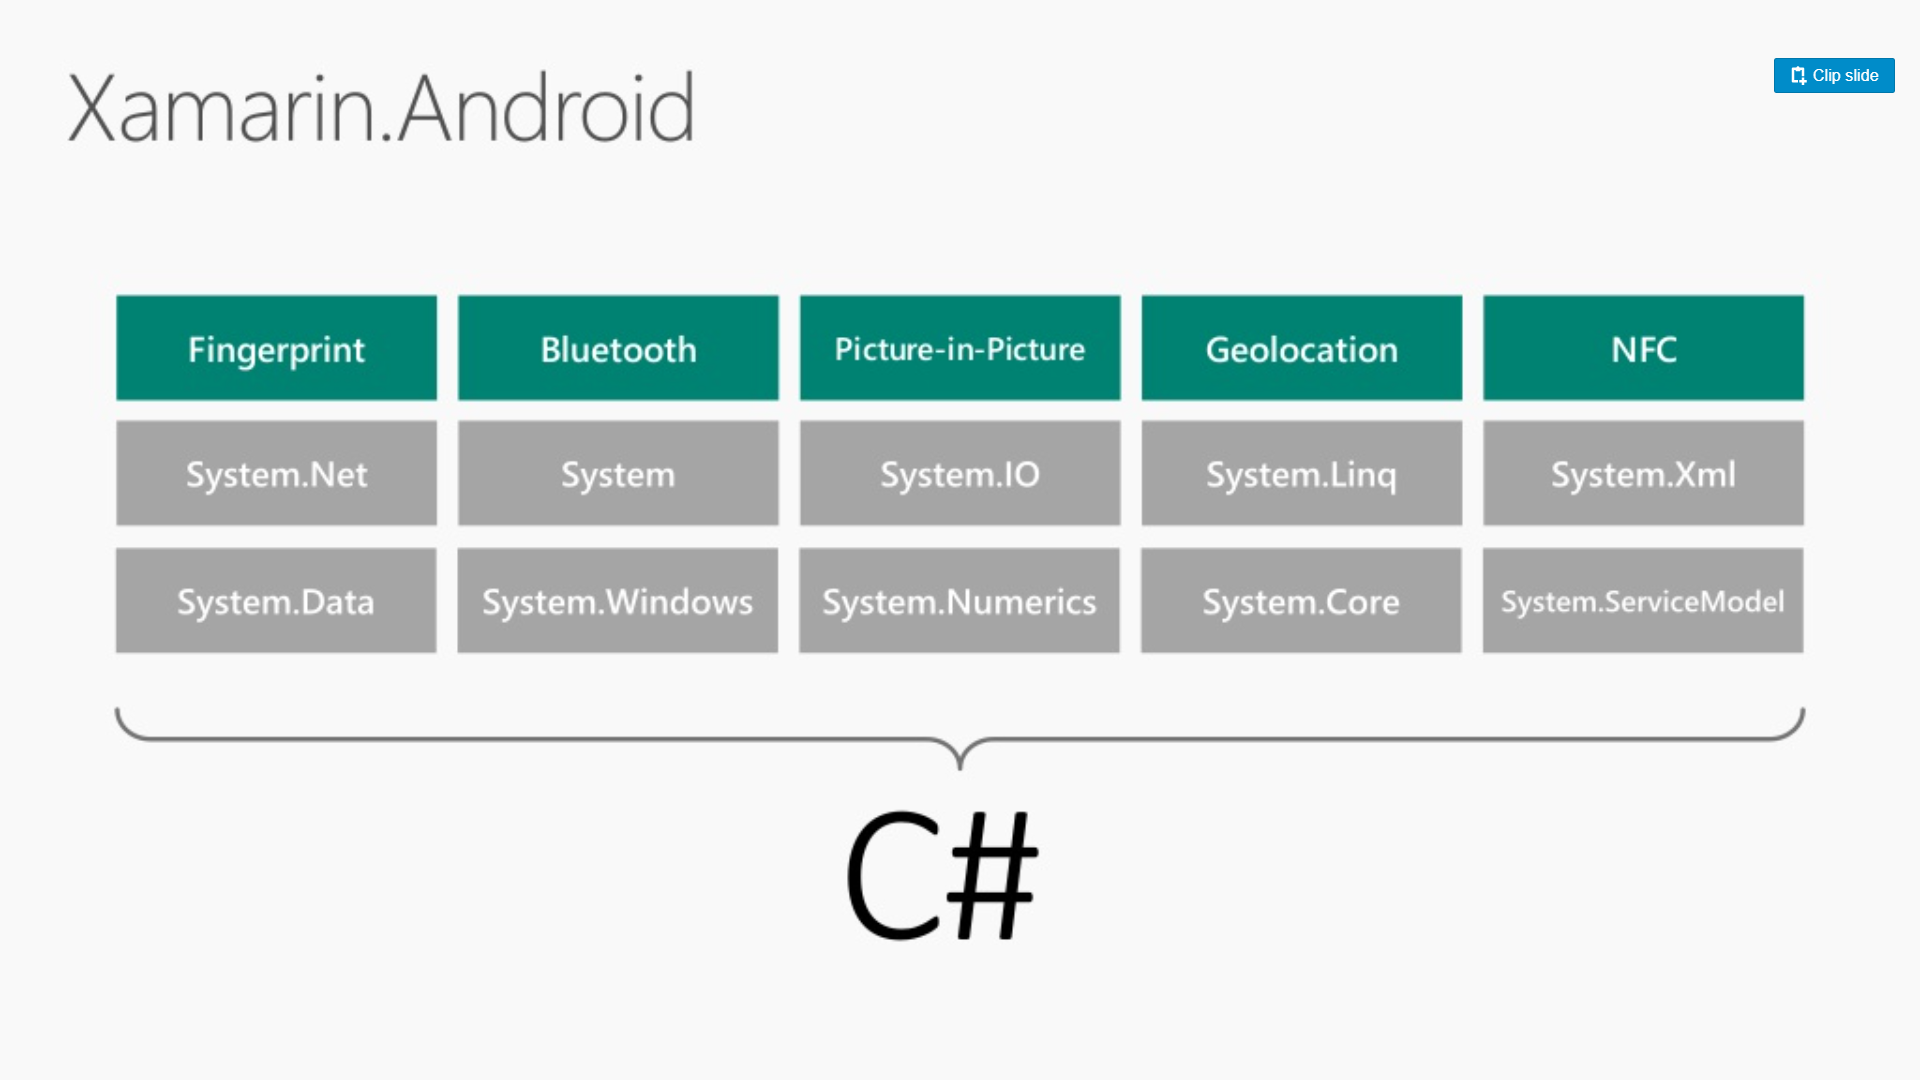 Xamarin.Android
Clip slide
Fingerprint
Bluetooth
Picture-in-Picture
Geolocation
NFC
System.Net
System
System.IO
System.Linq
System.Xml
System.Data
System.Windows
System.Numerics
System.Core
System.ServiceModel
C#